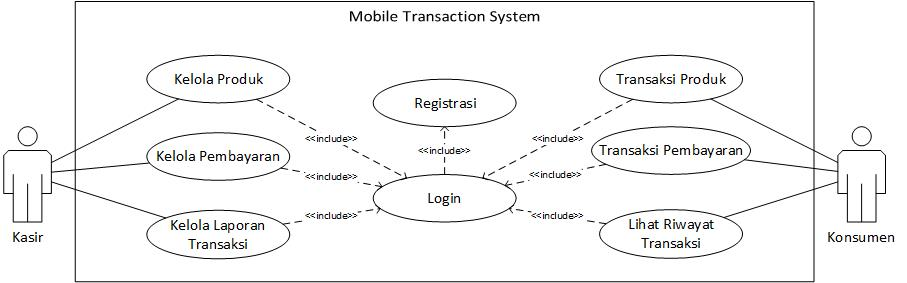 Mobile Transaction System
Kelola Produk
Transaksi Produk
Registrasi
<<include>>
<<include>>
<<include>>
Kelola Pembayaran
Transaksi Pembayaran
<<include>>
<<include>>
Login
<<include>>
<<include>>
Kelola Laporan
Transaksi
Lihat Riwayat
Transaksi
Kasir
Konsumen